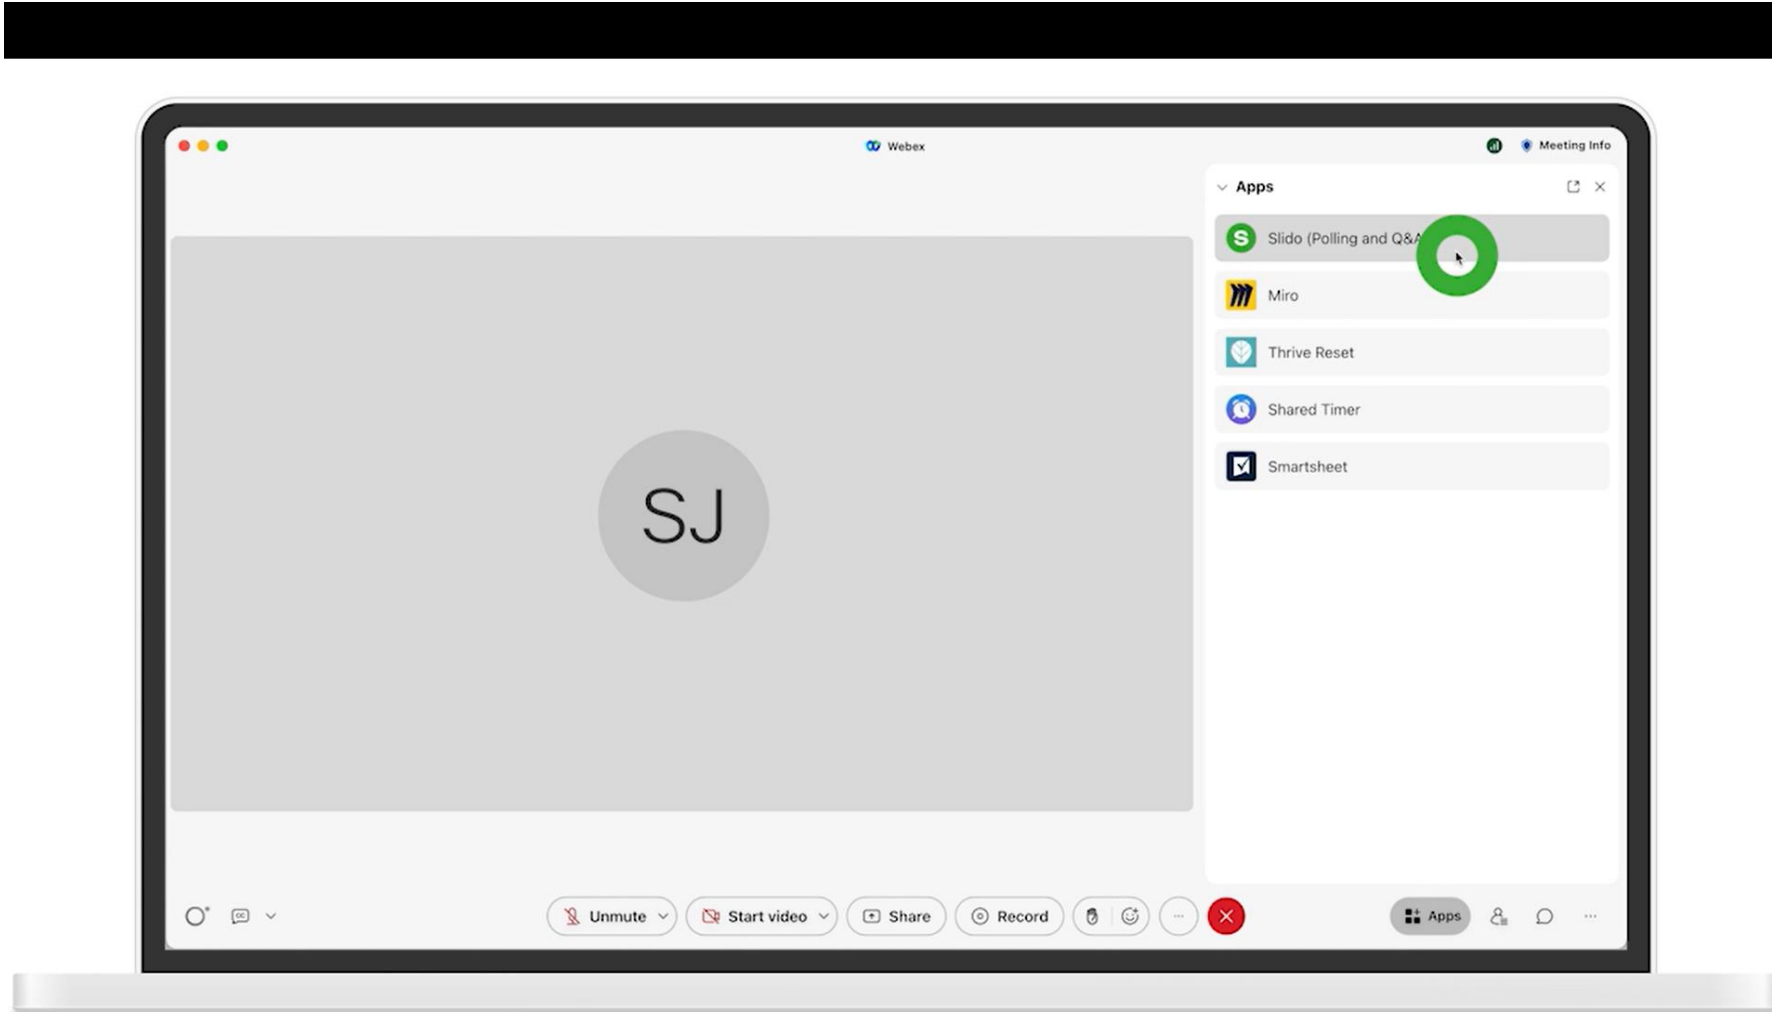 Webex
Meeting Info
Apps
Slido (Polling and Q&A
Miro
Thrive Reset
Shared Timer
Smartsheet
SJ
Unmute
Start video
Share
Record
Apps